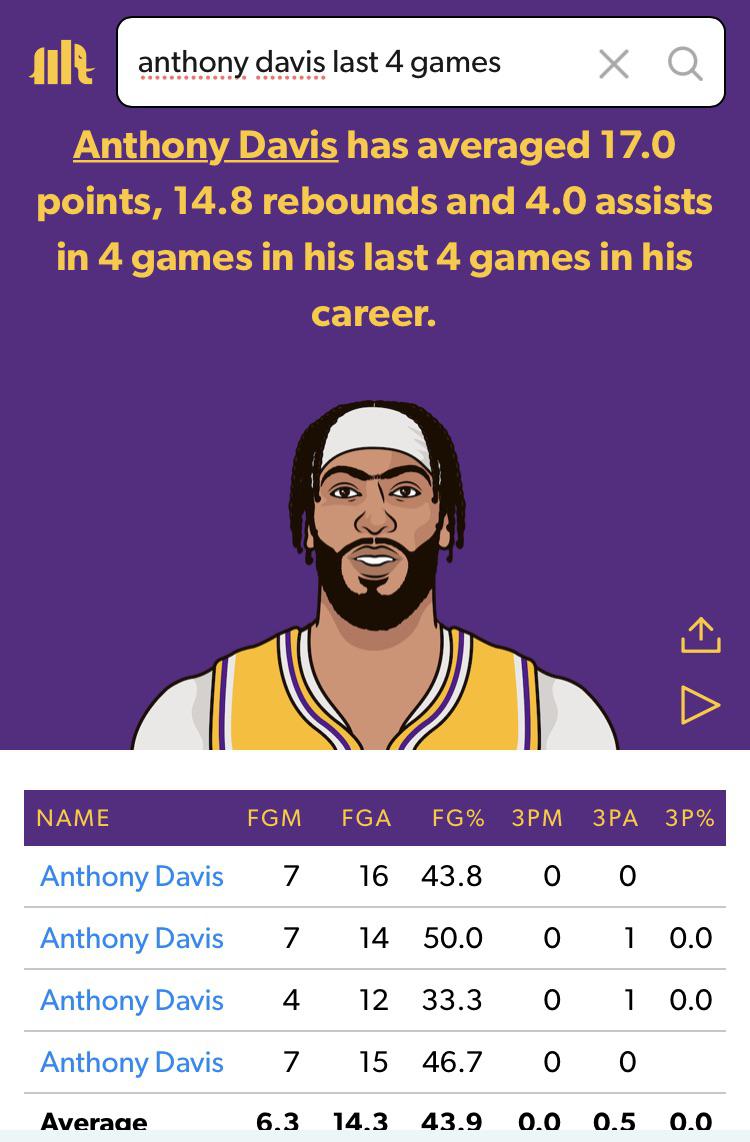 anthony davis last 4 games
Anthony Davis has averaged 17.0
points, 14.8 rebounds and 4.0 assists
in 4 games in his last 4 games in his
career.
NAME FGM FGA FG% 3PM 3PA 3P%
Anthony Davis 7 16 43.8 0 0
Anthony Davis 7 14 50.0 0 1 0.0
Anthony Davis 4 12 33.3 0 1 0.0
Anthony Davis 7 15 46.7 0 0
Average 6.3 14.3 43.9 0.0 0.5 0.0